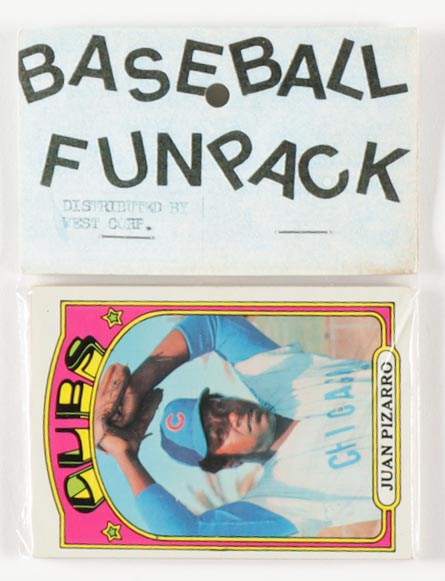 BASEBALL
FUNPACK
DISTRIBUTED BY
WEST CORP.
CUBS
C
CHICAGO
JUAN PIZARRO